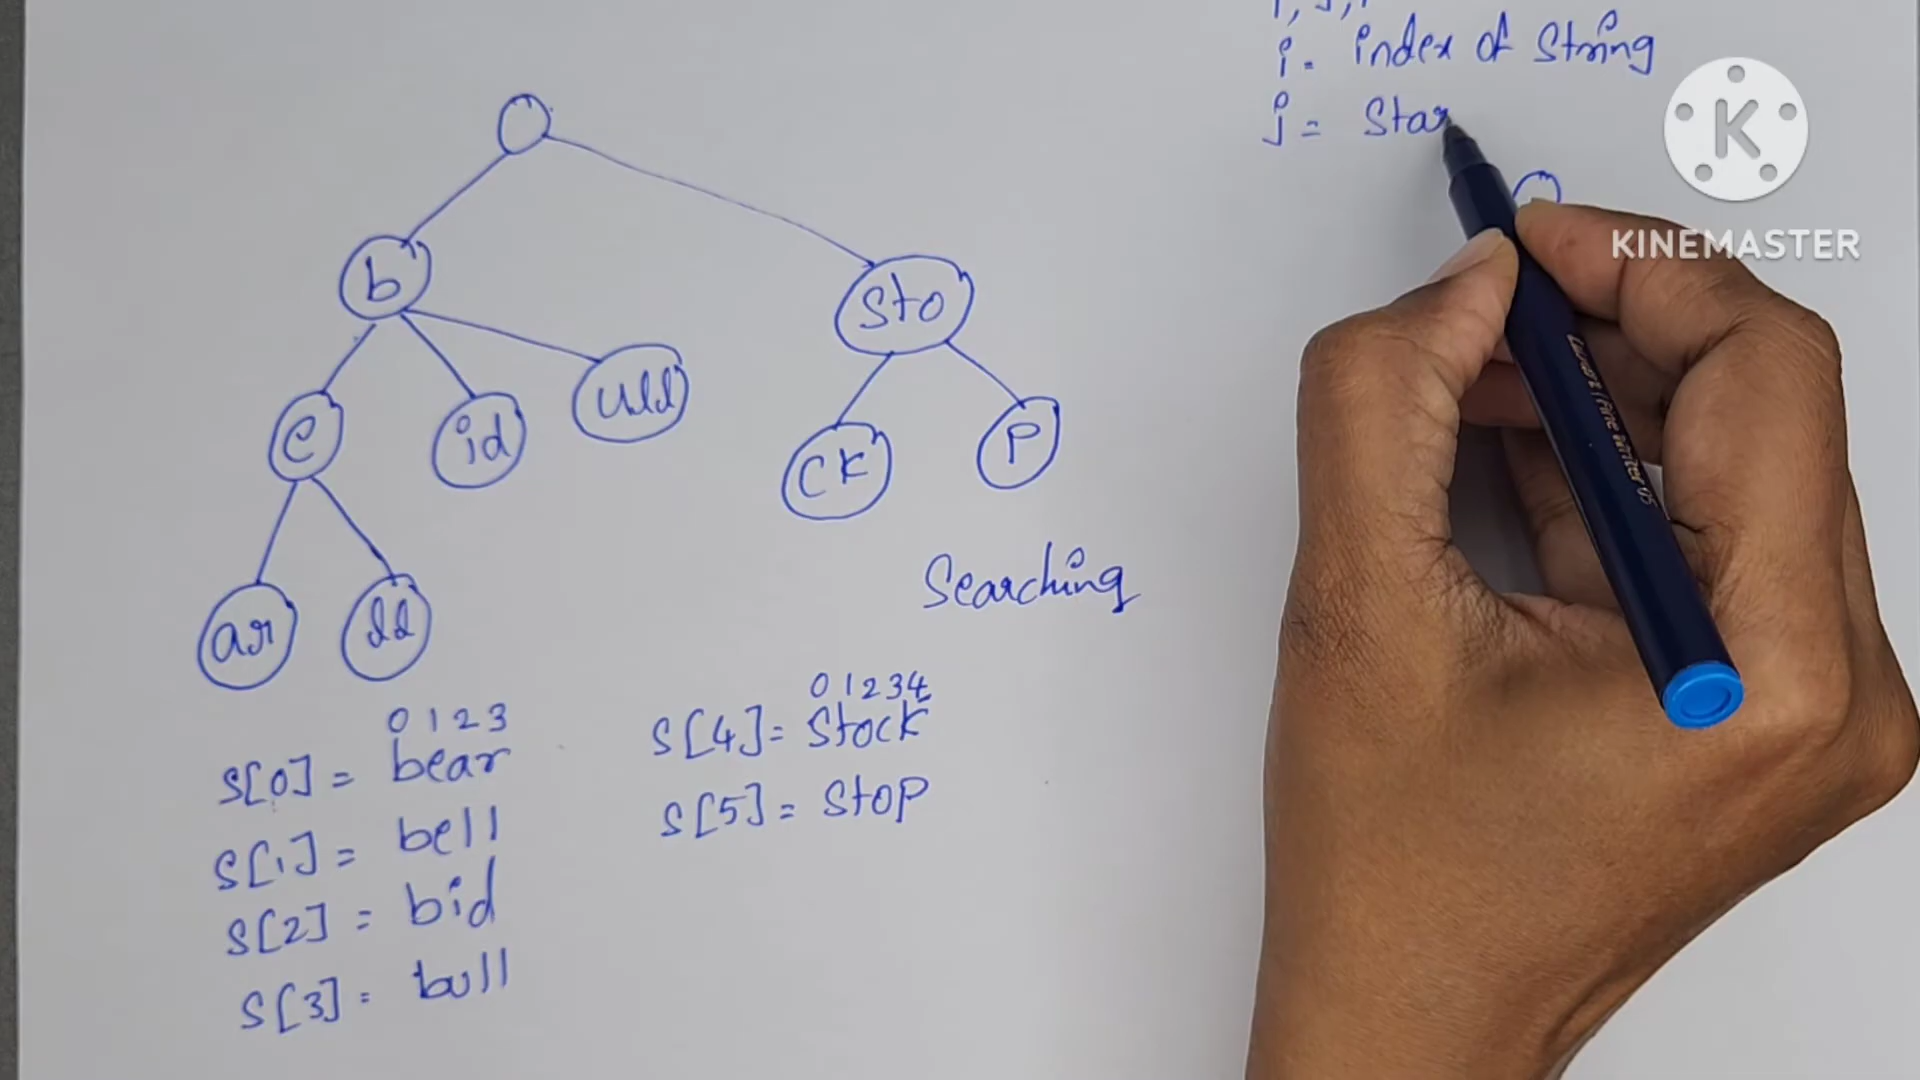 i, j,
i = index of String
j = Star
K
KINEMASTER
b
Sto
e
id
ull
ck
P
ar
ll
Searching
0 1 2 3
S[0] = bear
S[1] = bell
S[2] = bid
S[3] = bull
0 1 2 3 4
S[4] = Stock
S[5] = Stop